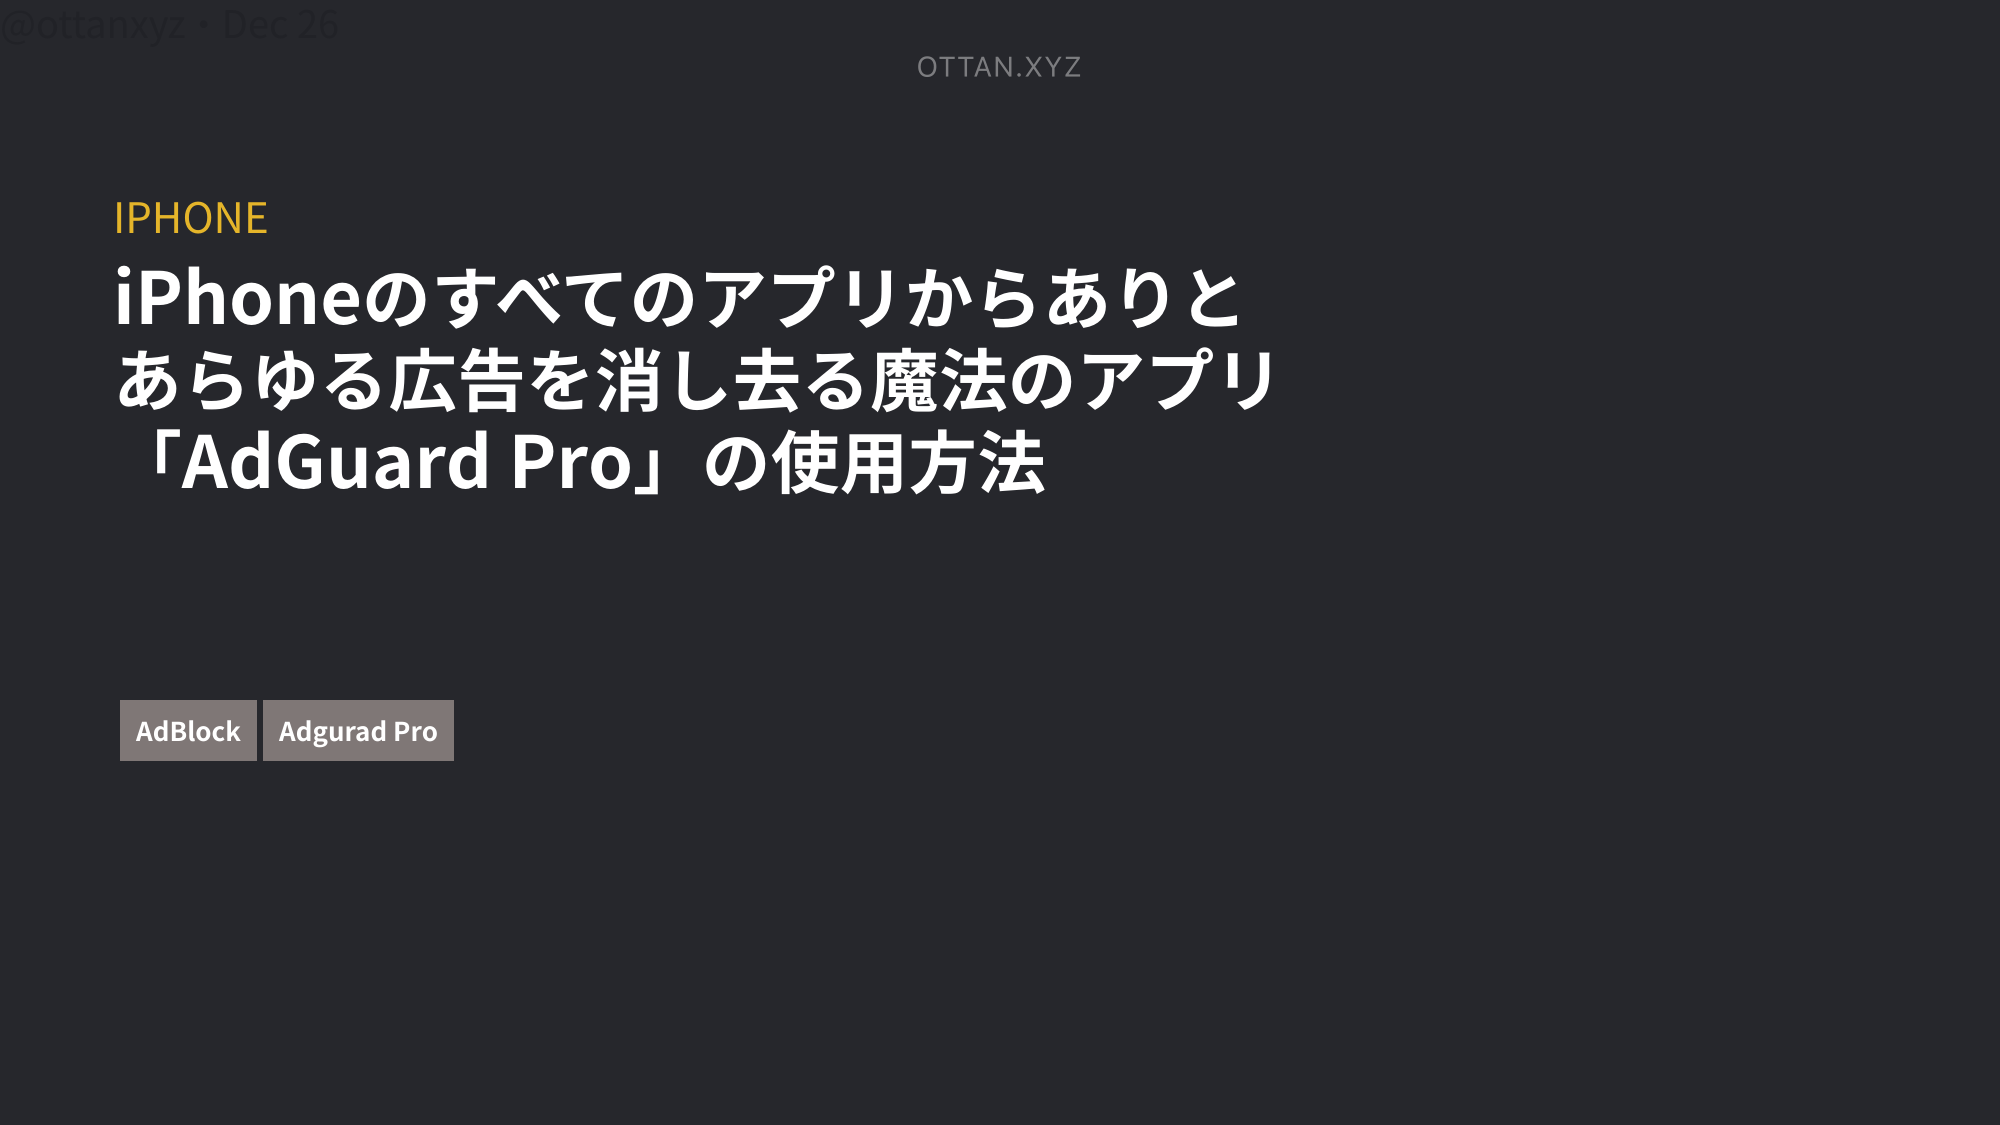 @ottanxyz・Dec 26
OTTAN.XYZ
IPHONE
iPhoneのすべてのアプリからありと
あらゆる広告を消し去る魔法のアプリ
「AdGuard Pro」の使用方法
AdBlock Adgurad Pro